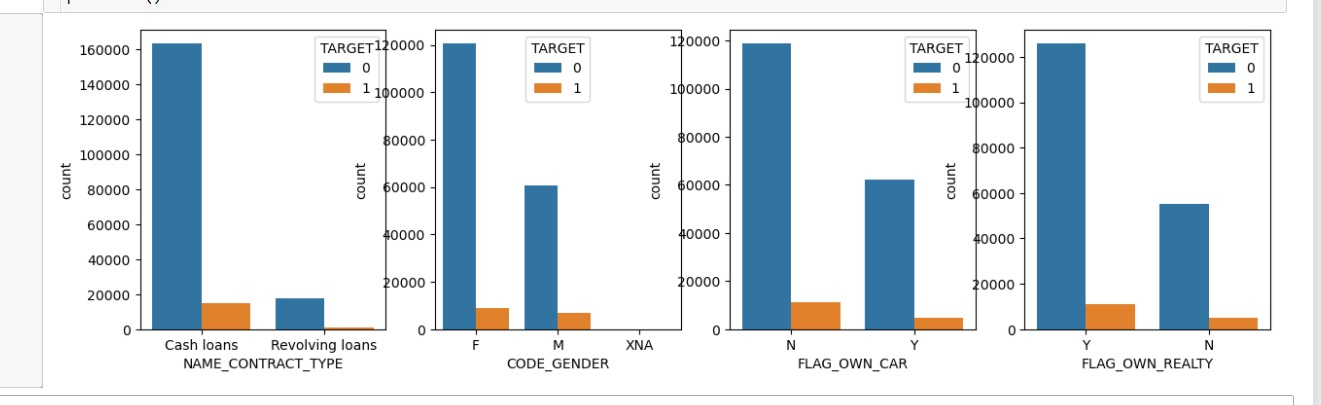 160000
140000
120000
100000
80000
60000
40000
20000
0
count
TARGET
0
1
Cash loans
Revolving loans
NAME_CONTRACT_TYPE
120000
100000
80000
60000
40000
20000
0
count
TARGET
0
1
F
M
XNA
CODE_GENDER
120000
100000
80000
60000
40000
20000
0
count
TARGET
0
1
N
Y
FLAG_OWN_CAR
120000
100000
80000
60000
40000
20000
0
count
TARGET
0
1
Y
N
FLAG_OWN_REALTY